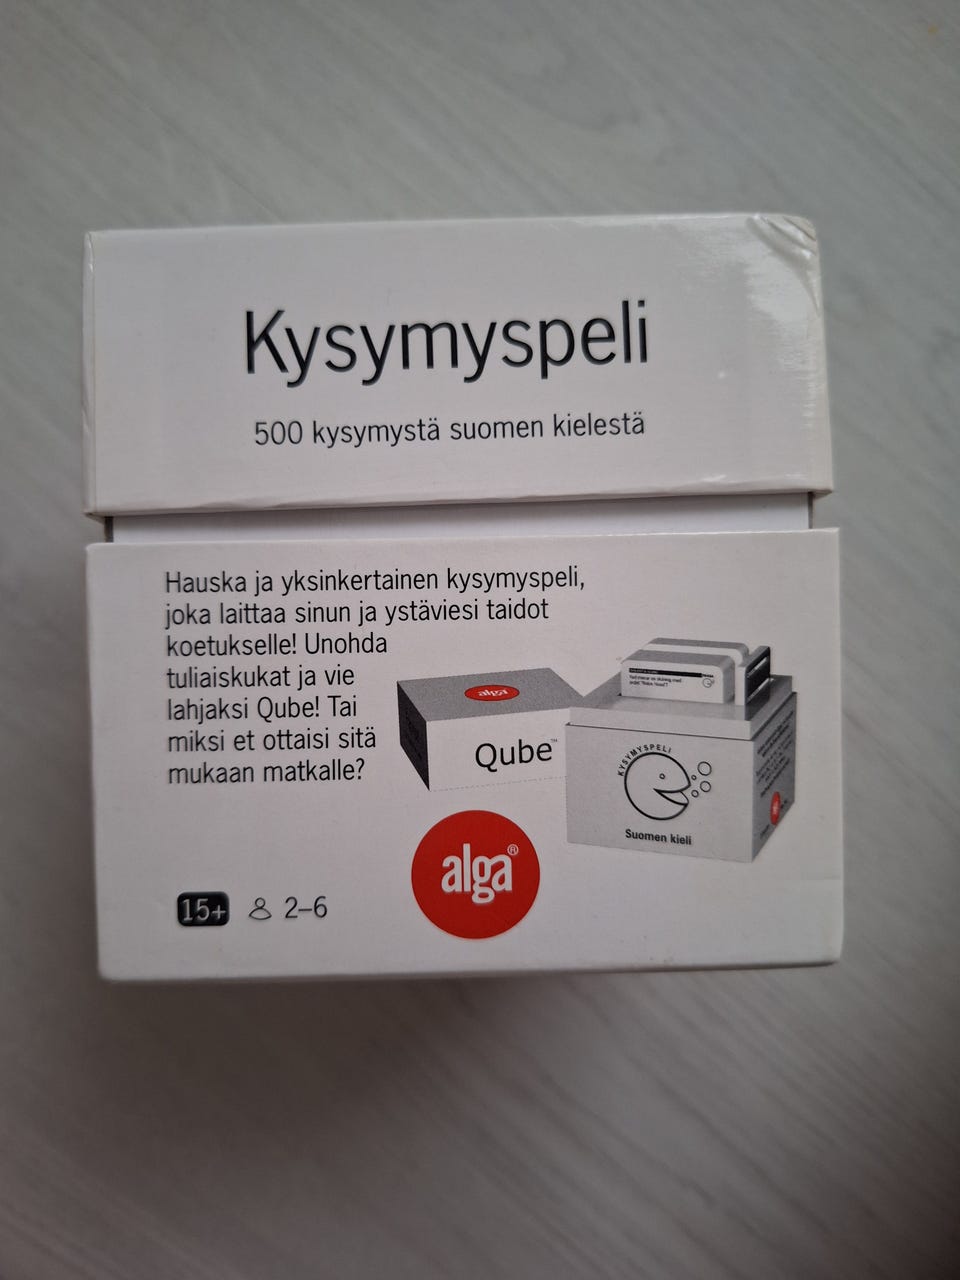 Kysymyspeli
500 kysymystä suomen kielestä
Hauska ja yksinkertainen kysymyspeli,
joka laittaa sinun ja ystäviesi taidot
koetukselle! Unohda
tuliaiskukat ja vie
lahjaksi Qube! Tai
miksi et ottaisi sitä
mukaan matkalle?
alga
Qube™
KYSYMYSPELI
Suomen kieli
alga®
15+ 2–6